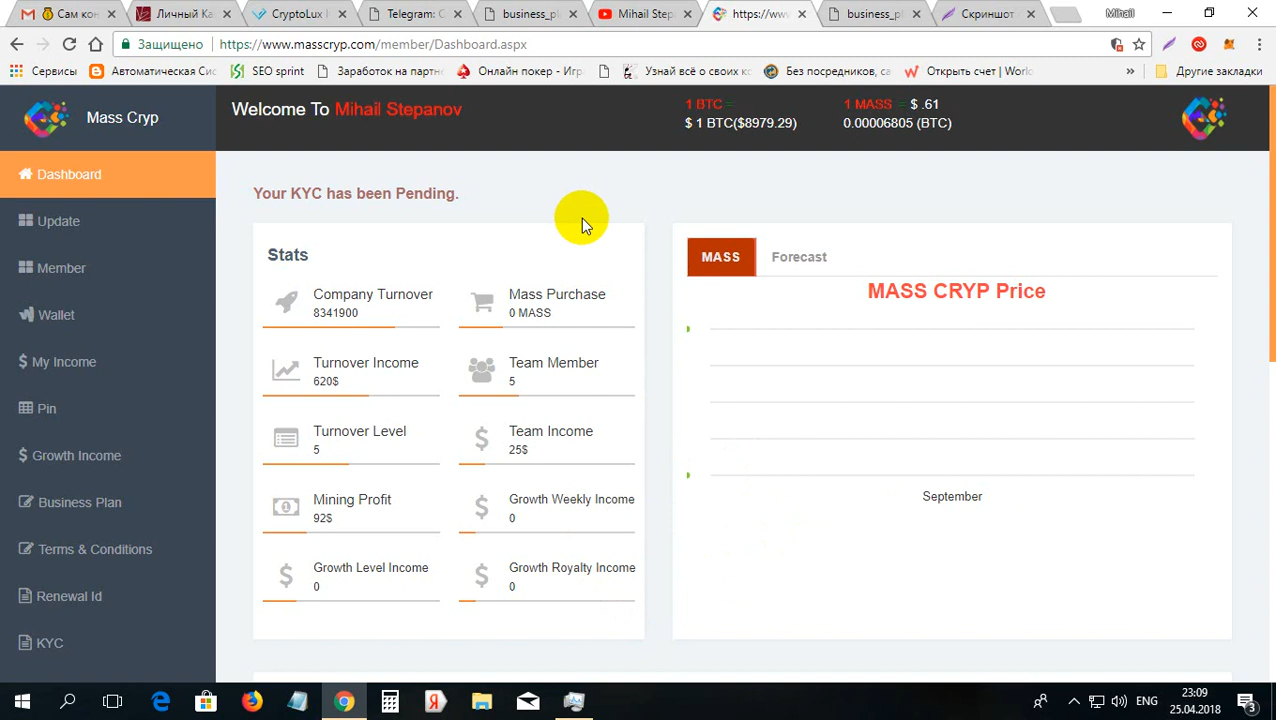 Сам кон
Личный Ка
CryptoLux
Telegram: C
business_pl
Mihail Step
https://ww
business_pl
Скриншот
Mihail
Защищено
https://www.masscryp.com/member/Dashboard.aspx
Сервисы
Автоматическая Сис
SEO sprint
Заработок на партн
Онлайн покер - Игр
Узнай всё о своих кс
Без посредников, са
Открыть счет | Worlc
»
Другие закладки
Mass Cryp
Welcome To Mihail Stepanov
1 BTC =
$ 1 BTC($8979.29)
1 MASS = $ .61
0.00006805 (BTC)
Dashboard
Update
Member
Wallet
$ My Income
Pin
$ Growth Income
Business Plan
Terms & Conditions
Renewal Id
KYC
Your KYC has been Pending.
Stats
Company Turnover
8341900
Mass Purchase
0 MASS
Turnover Income
620$
Team Member
5
Turnover Level
5
Team Income
25$
Mining Profit
92$
Growth Weekly Income
0
Growth Level Income
0
Growth Royalty Income
0
MASS
Forecast
MASS CRYP Price
September
ENG
23:09
25.04.2018
3